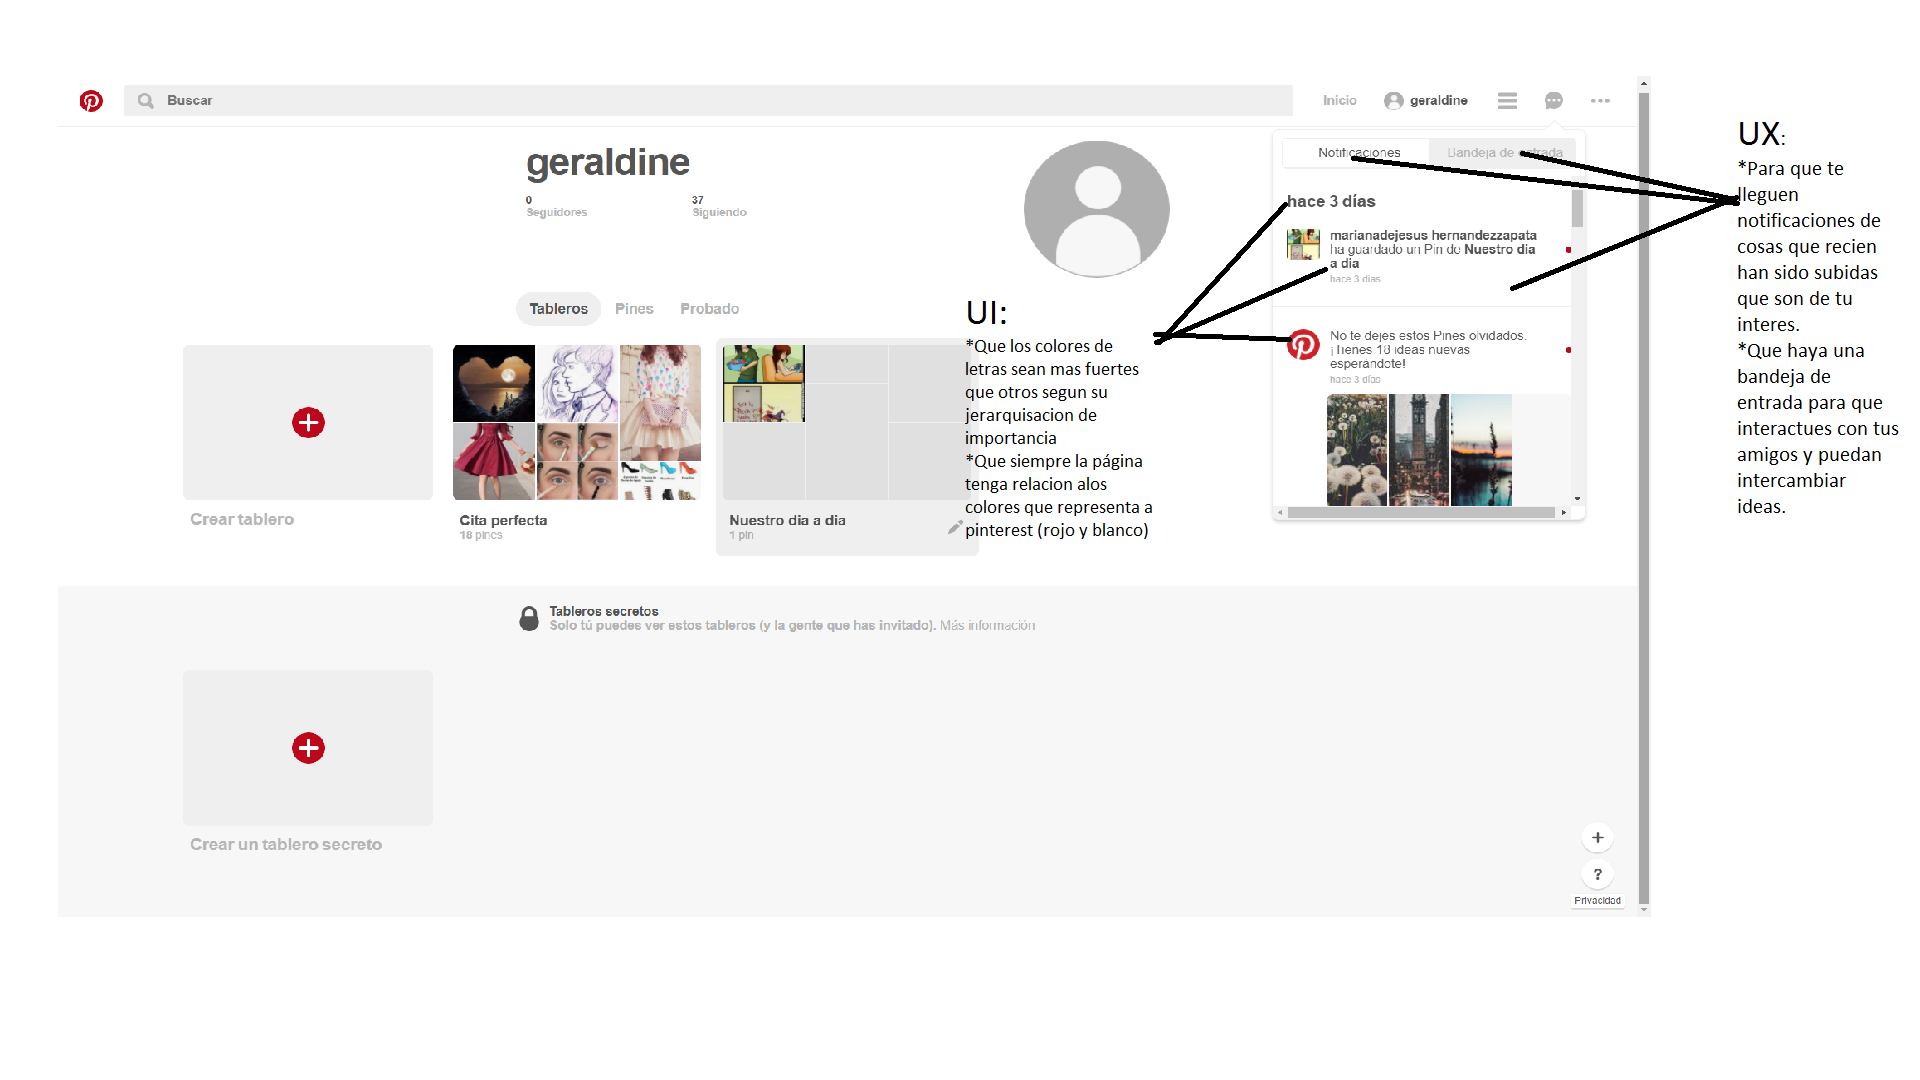 Buscar
Inicio
geraldine
geraldine
0
Seguidores
37
Siguiendo
Tableros
Pines
Probado
Crear tablero
Cita perfecta
18 pines
Nuestro dia a dia
1 pin
UI:
*Que los colores de
letras sean mas fuertes
que otros segun su
jerarquisacion de
importancia
*Que siempre la página
tenga relacion alos
colores que representa a
pinterest (rojo y blanco)
Notificaciones
Bandeja de entrada
hace 3 días
marianadejesus hernandezzapata
ha guardado un Pin de Nuestro dia
a dia
hace 3 días
No te dejes estos Pines olvidados.
¡Tienes 18 ideas nuevas
esperándote!
hace 3 días
UX:
*Para que te
lleguen
notificaciones de
cosas que recien
han sido subidas
que son de tu
interes.
*Que haya una
bandeja de
entrada para que
interactues con tus
amigos y puedan
intercambiar
ideas.
Tableros secretos
Solo tú puedes ver estos tableros (y la gente que has invitado). Más información
Crear un tablero secreto
+
?
Privacidad